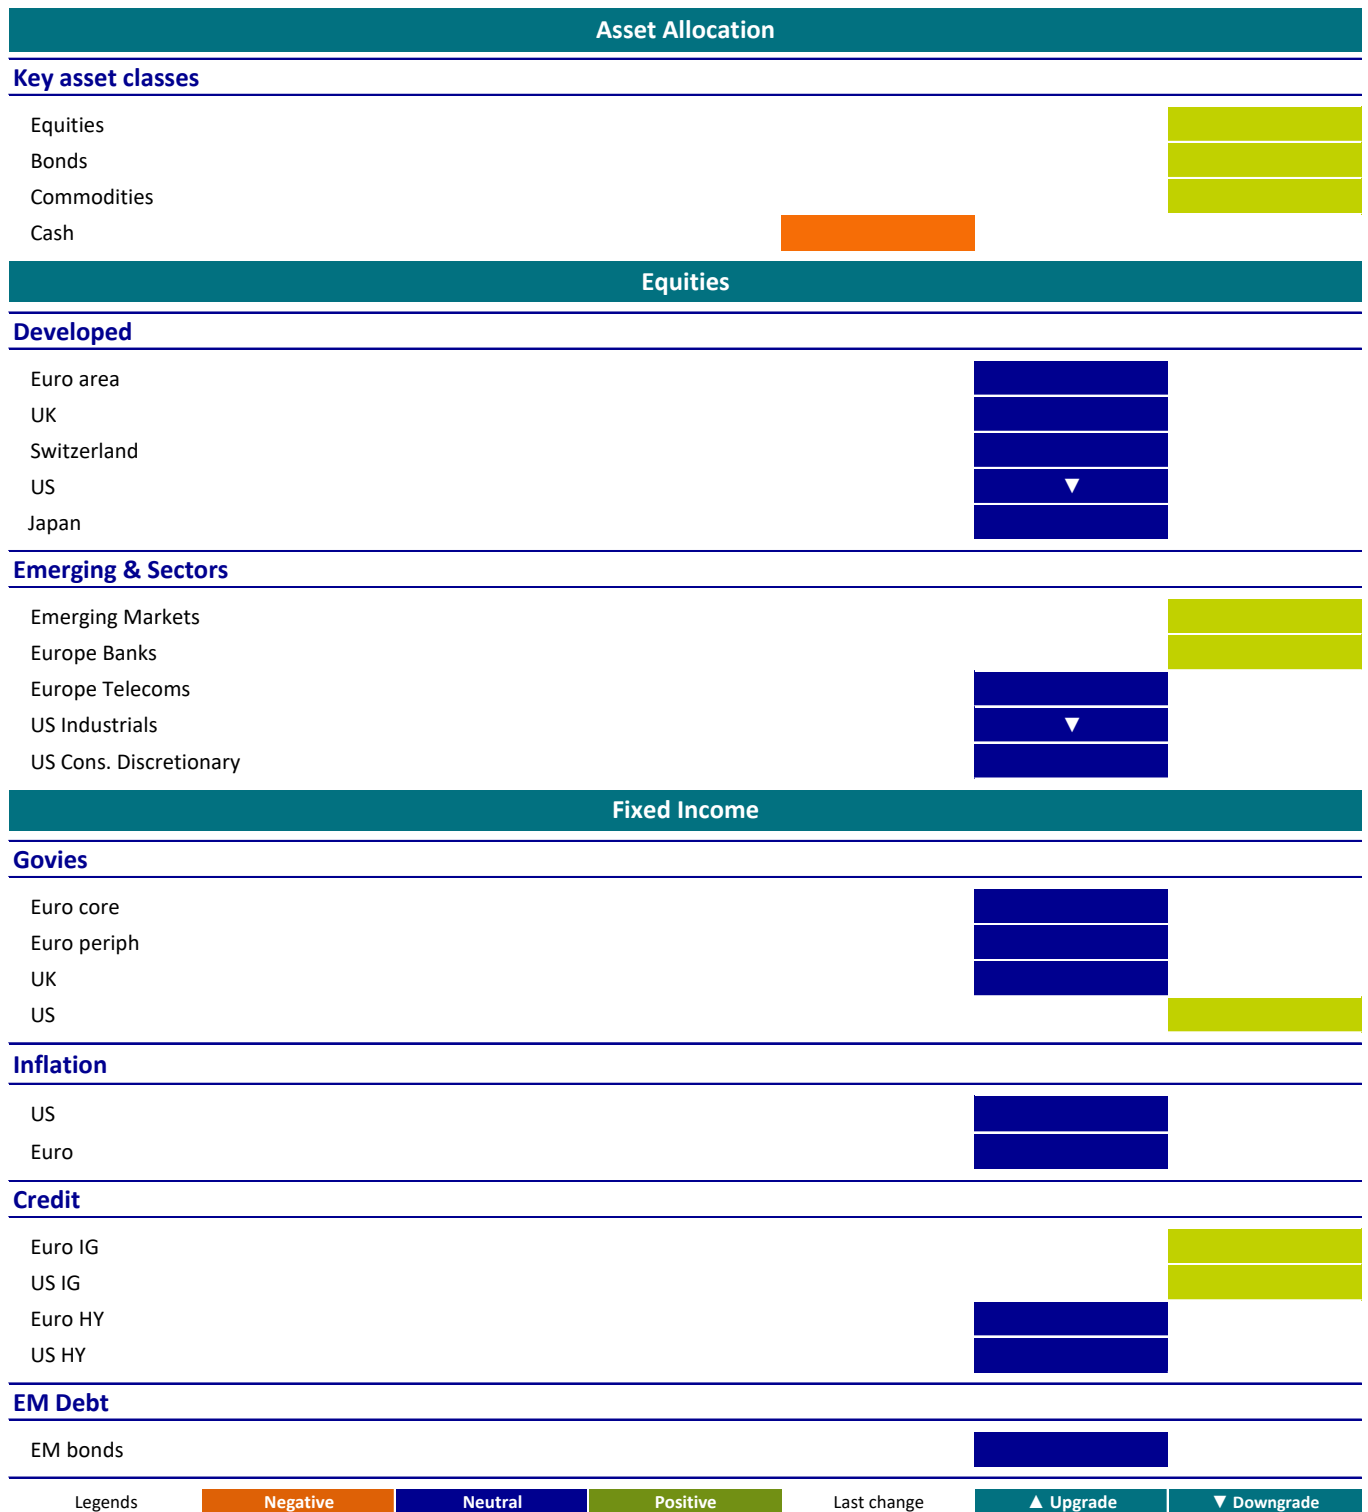 Asset Allocation
Key asset classes
Equities
Bonds
Commodities
Cash
Equities
Developed
Euro area
UK
Switzerland
US ▼
Japan
Emerging & Sectors
Emerging Markets
Europe Banks
Europe Telecoms
US Industrials ▼
US Cons. Discretionary
Fixed Income
Govies
Euro core
Euro periph
UK
US
Inflation
US
Euro
Credit
Euro IG
US IG
Euro HY
US HY
EM Debt
EM bonds
Legends Negative Neutral Positive Last change ▲ Upgrade ▼ Downgrade